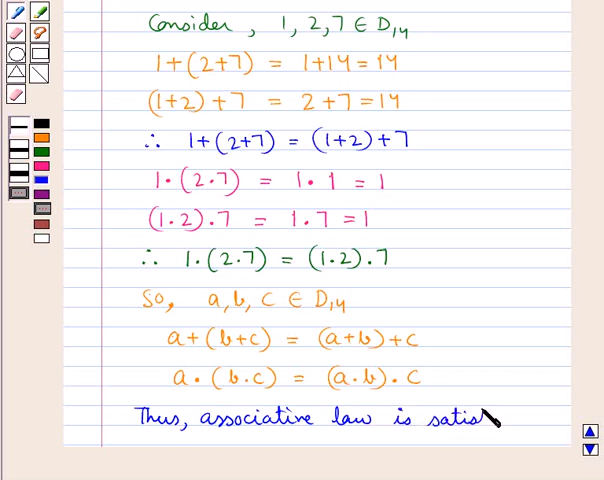 Consider, 1, 2, 7 ∈ D₁₄
1+(2+7) = 1+14 = 14
(1+2)+7 = 2+7 = 14
∴ 1+(2+7) = (1+2)+7
1·(2·7) = 1·1 = 1
(1·2)·7 = 1·7 = 1
∴ 1·(2·7) = (1·2)·7
So, a, b, c ∈ D₁₄
a+(b+c) = (a+b)+c
a·(b·c) = (a·b)·c
Thus, associative law is satis